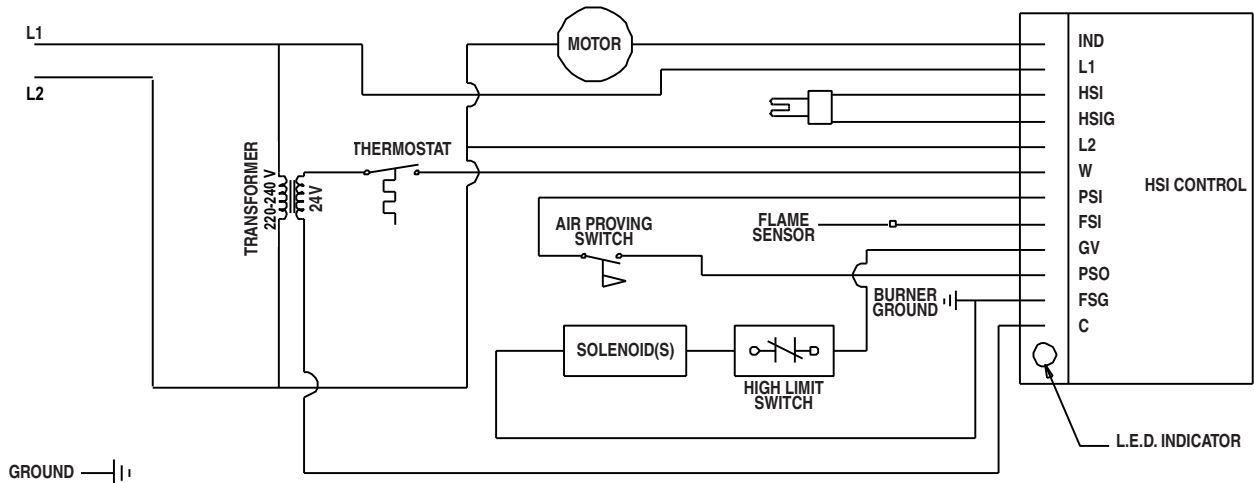 L1
L2
MOTOR
IND
L1
HSI
HSIG
L2
W
PSI
FSI
GV
PSO
FSG
C
HSI CONTROL
THERMOSTAT
TRANSFORMER
220-240 V
24V
AIR PROVING
SWITCH
FLAME
SENSOR
BURNER
GROUND
SOLENOID(S)
HIGH LIMIT
SWITCH
L.E.D. INDICATOR
GROUND